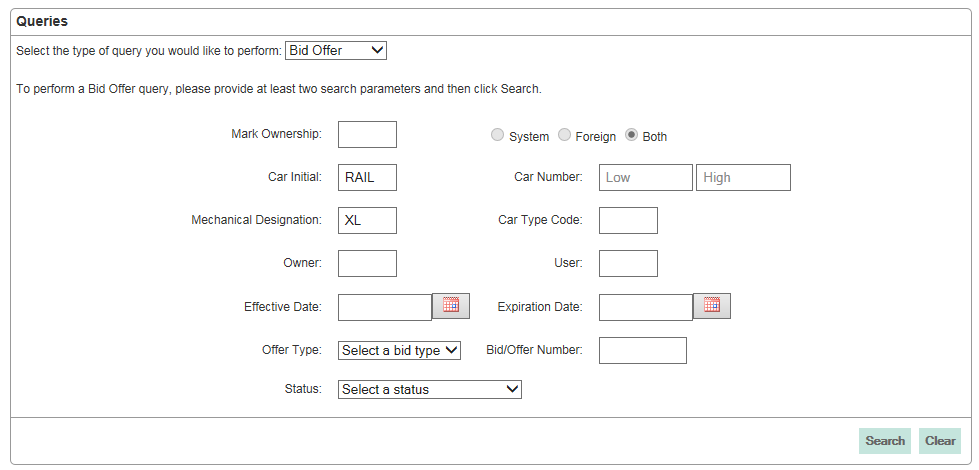 Queries
Select the type of query you would like to perform: Bid Offer
To perform a Bid Offer query, please provide at least two search parameters and then click Search.
Mark Ownership: System Foreign Both
Car Initial: RAIL Car Number: Low High
Mechanical Designation: XL Car Type Code:
Owner: User:
Effective Date: Expiration Date:
Offer Type: Select a bid type Bid/Offer Number:
Status: Select a status
Search Clear